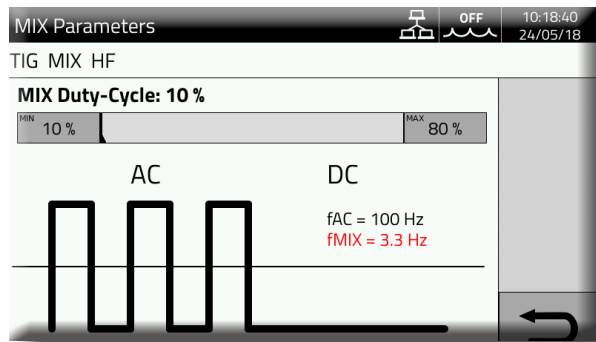 MIX Parameters
OFF
10:18:40
24/05/18
TIG MIX HF
MIX Duty-Cycle: 10 %
MIN 10 %
MAX 80 %
AC
DC
fAC = 100 Hz
fMIX = 3.3 Hz